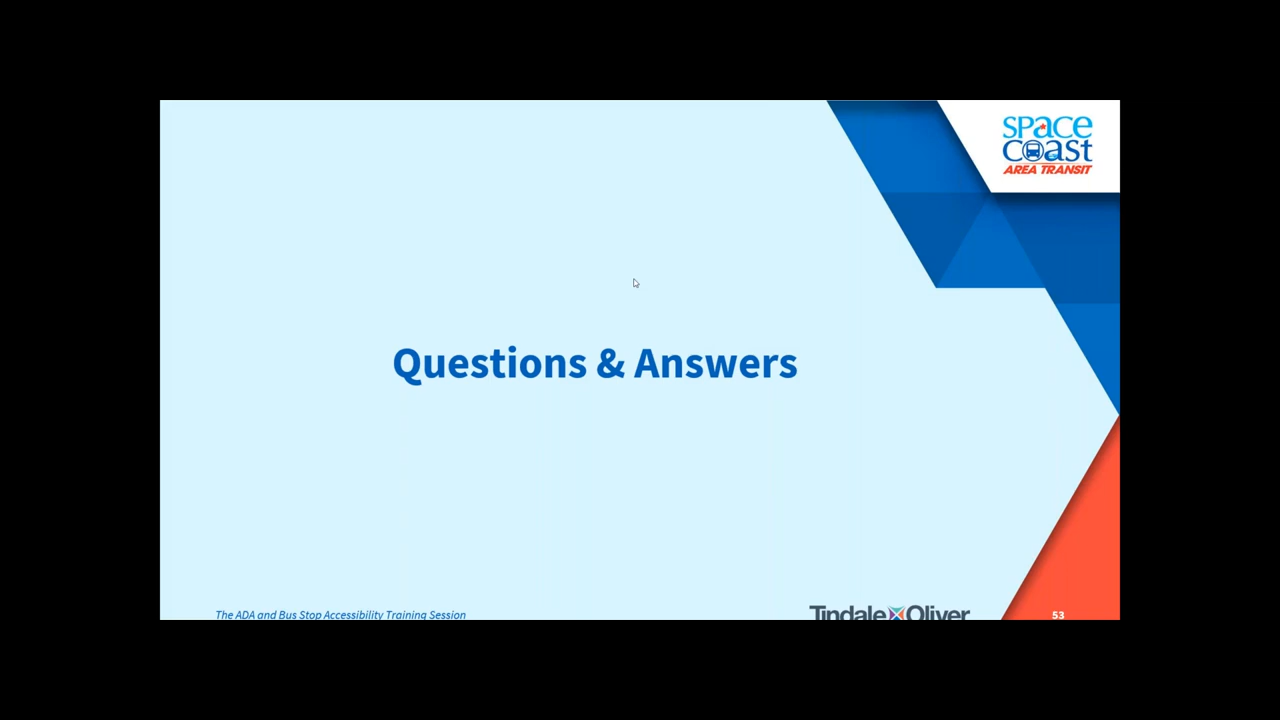 space
coast
AREA TRANSIT
Questions & Answers
The ADA and Bus Stop Accessibility Training Session
Tindale Oliver
53